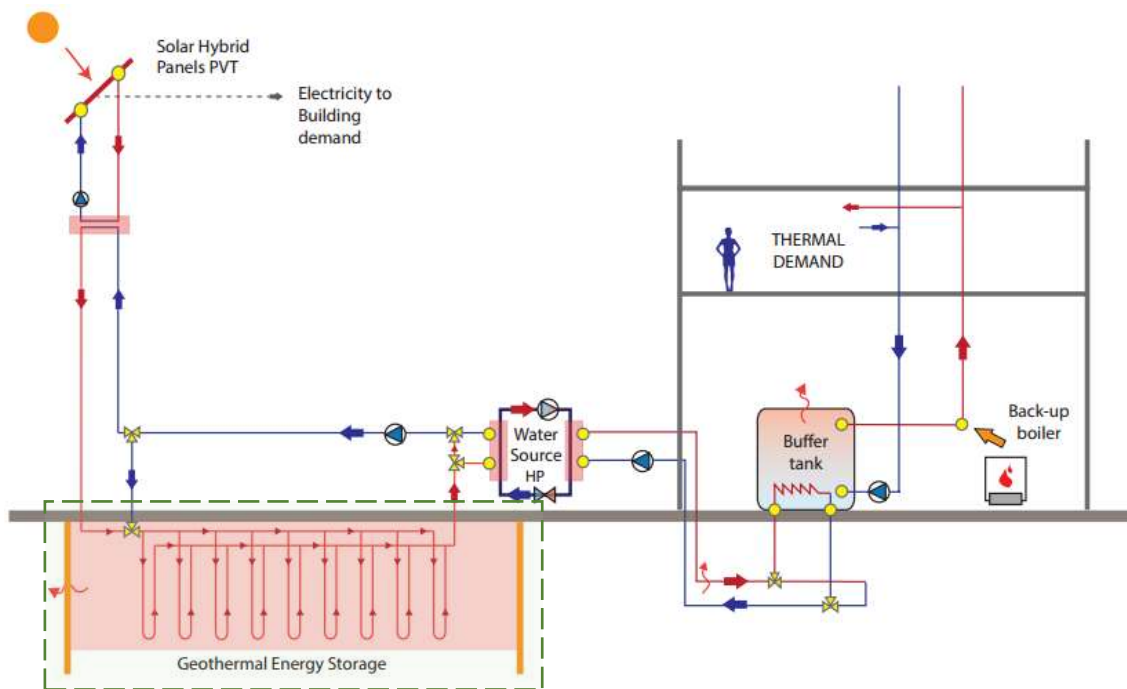 Solar Hybrid
Panels PVT
Electricity to
Building
demand
THERMAL
DEMAND
Water
Source
HP
Buffer
tank
Back-up
boiler
Geothermal Energy Storage